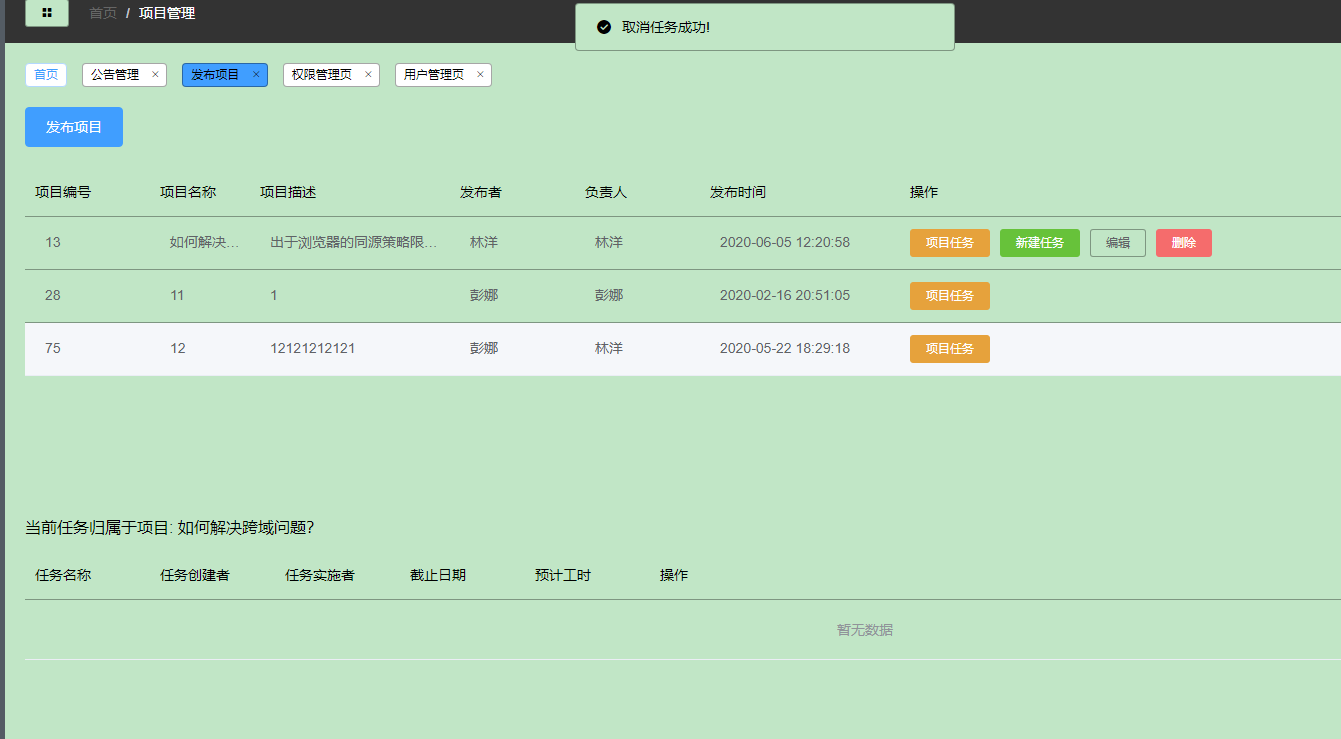 首页 / 项目管理
取消任务成功!
首页 公告管理 × 发布项目 × 权限管理页 × 用户管理页 ×
发布项目
项目编号 项目名称 项目描述 发布者 负责人 发布时间 操作
13 如何解决... 出于浏览器的同源策略限... 林洋 林洋 2020-06-05 12:20:58 项目任务 新建任务 编辑 删除
28 11 1 彭娜 彭娜 2020-02-16 20:51:05 项目任务
75 12 12121212121 彭娜 林洋 2020-05-22 18:29:18 项目任务
当前任务归属于项目: 如何解决跨域问题？
任务名称 任务创建者 任务实施者 截止日期 预计工时 操作
暂无数据